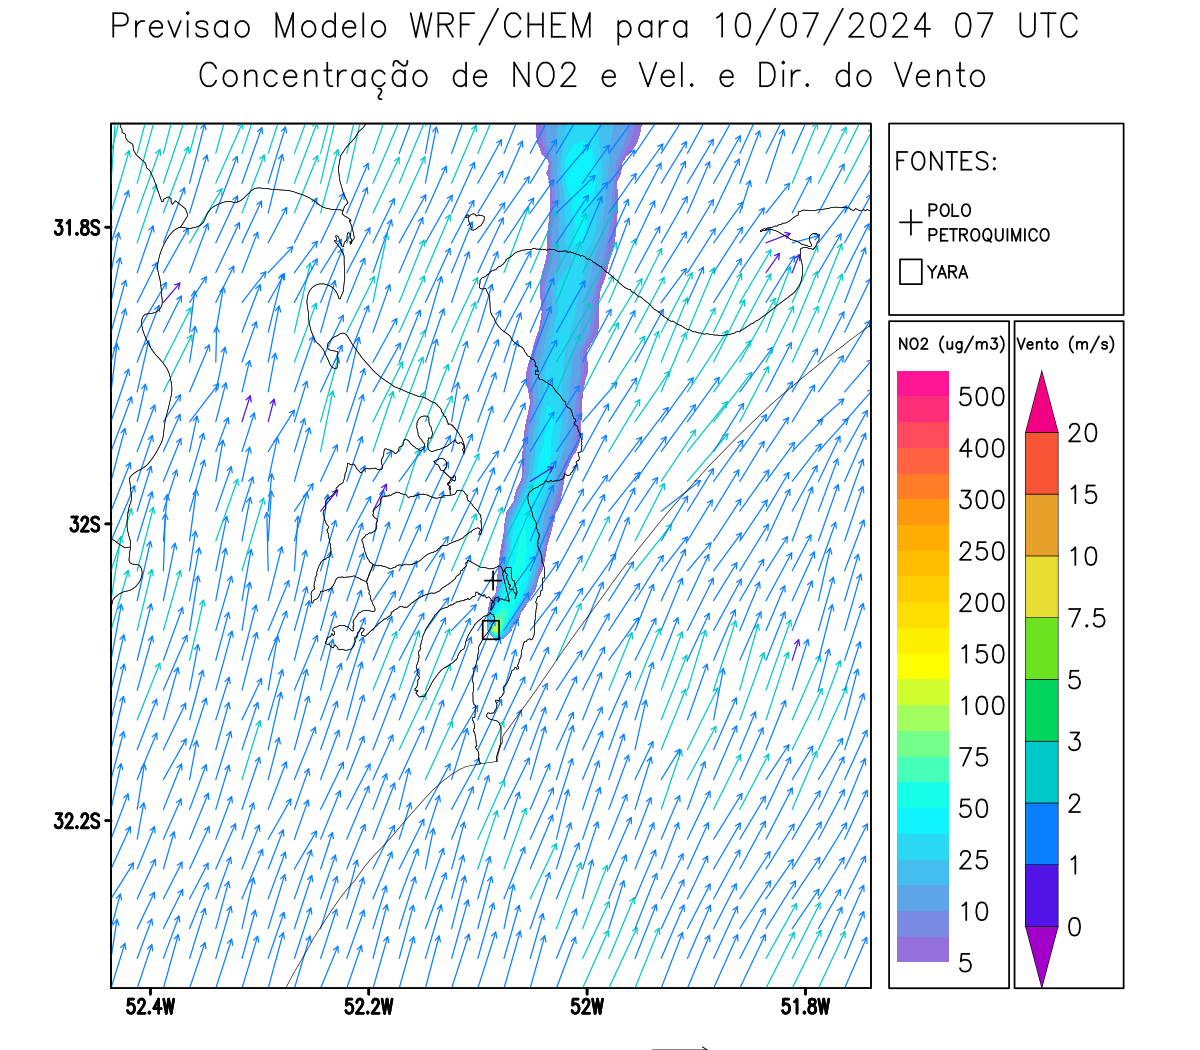 Previsao Modelo WRF/CHEM para 10/07/2024 07 UTC
Concentração de NO2 e Vel. e Dir. do Vento
FONTES:
POLO
PETROQUIMICO
YARA
31.8S
32S
32.2S
52.4W
52.2W
52W
51.8W
NO2 (ug/m3)
500
400
300
250
200
150
100
75
50
25
10
5
Vento (m/s)
20
15
10
7.5
5
3
2
1
0